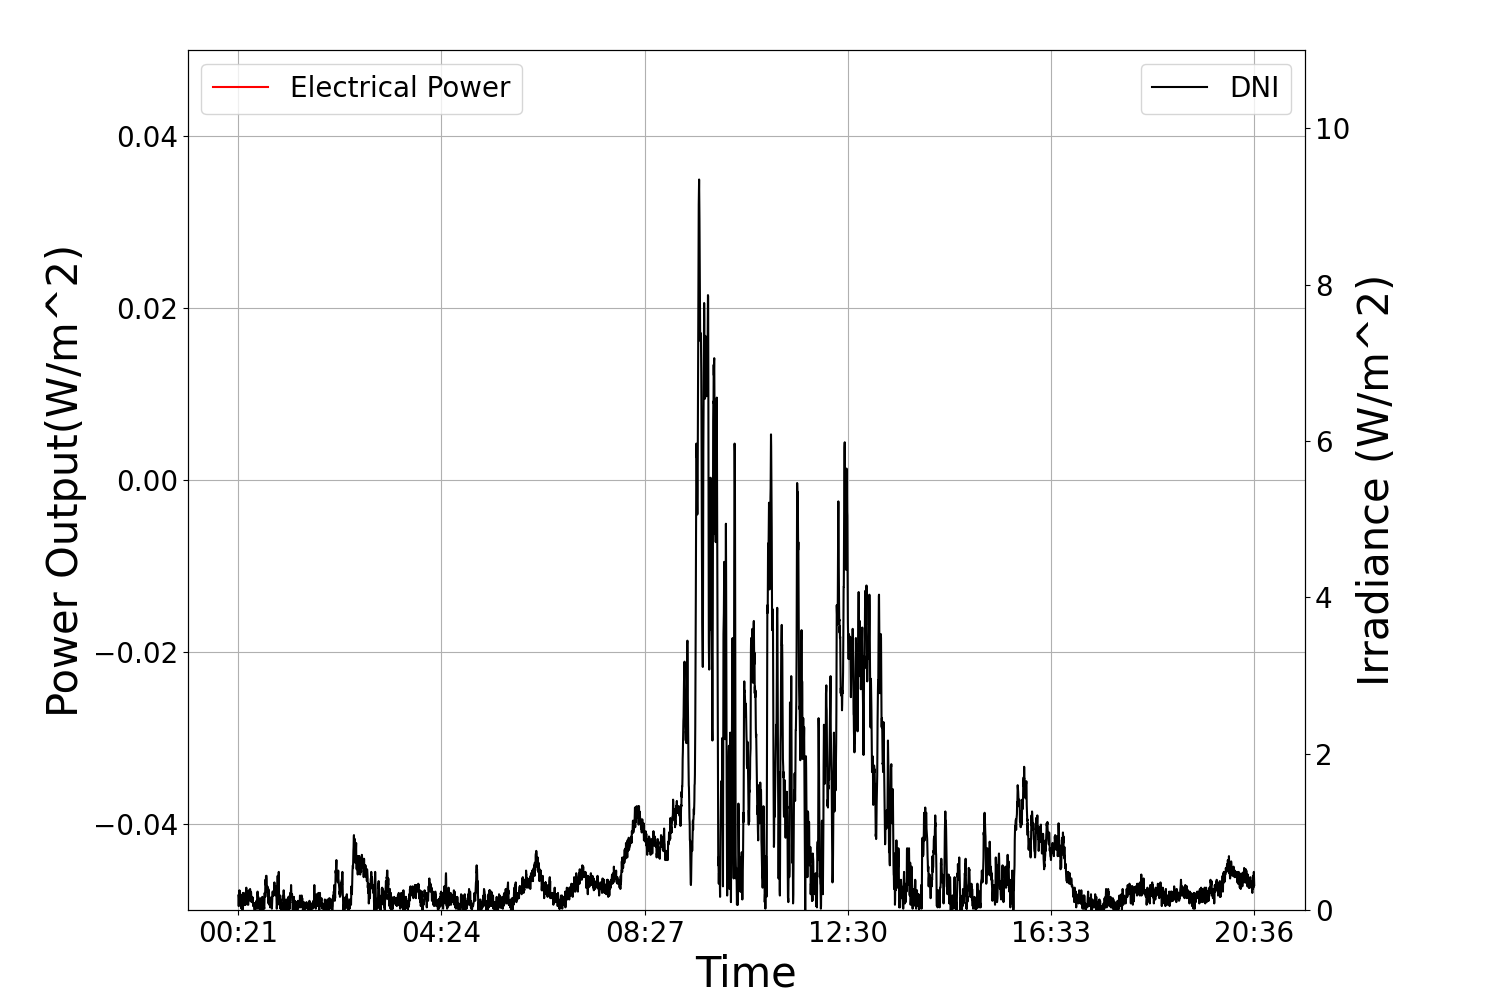 Electrical Power
DNI
0.04
0.02
0.00
−0.02
−0.04
10
8
6
4
2
0
Power Output(W/m^2)
Irradiance (W/m^2)
00:21 04:24 08:27 12:30 16:33 20:36
Time